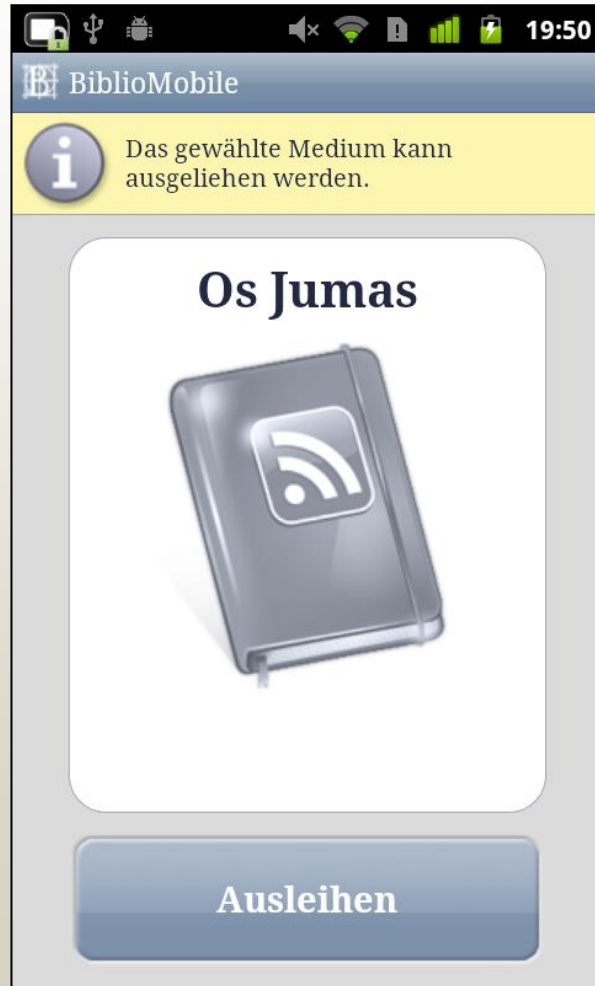 19:50
BiblioMobile
Das gewählte Medium kann
ausgeliehen werden.
Os Jumas
Ausleihen